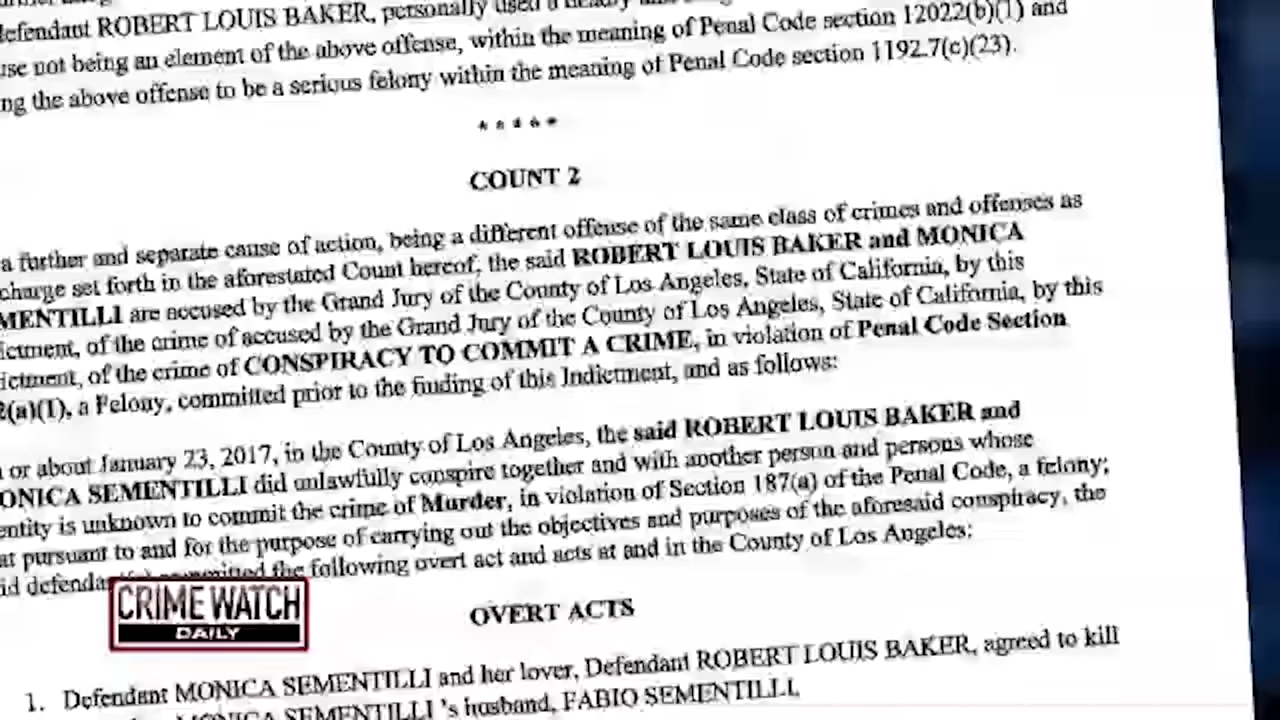 defendant ROBERT LOUIS BAKER, personally used a deadly and
use not being an element of the above offense, within the meaning of Penal Code section 12022(b)(1) and
ng the above offense to be a serious felony within the meaning of Penal Code section 1192.7(c)(23).
* * * * *
COUNT 2
a further and separate cause of action, being a different offense of the same class of crimes and offenses as
charge set forth in the aforestated Count hereof, the said ROBERT LOUIS BAKER and MONICA
MENTILLI are accused by the Grand Jury of the County of Los Angeles, State of California, by this
ictment, of the crime of accused by the Grand Jury of the County of Los Angeles, State of California, by this
ictment, of the crime of CONSPIRACY TO COMMIT A CRIME, in violation of Penal Code Section
2(a)(1), a Felony, committed prior to the finding of this Indictment, and as follows:
or about January 23, 2017, in the County of Los Angeles, the said ROBERT LOUIS BAKER and
ONICA SEMENTILLI did unlawfully conspire together and with another person and persons whose
entity is unknown to commit the crime of Murder, in violation of Section 187(a) of the Penal Code, a felony;
at pursuant to and for the purpose of carrying out the objectives and purposes of the aforesaid conspiracy, the
id defendant(s) committed the following overt act and acts at and in the County of Los Angeles:
OVERT ACTS
1. Defendant MONICA SEMENTILLI and her lover, Defendant ROBERT LOUIS BAKER, agreed to kill
MONICA SEMENTILLI 's husband, FABIO SEMENTILLI.
CRIME WATCH
DAILY